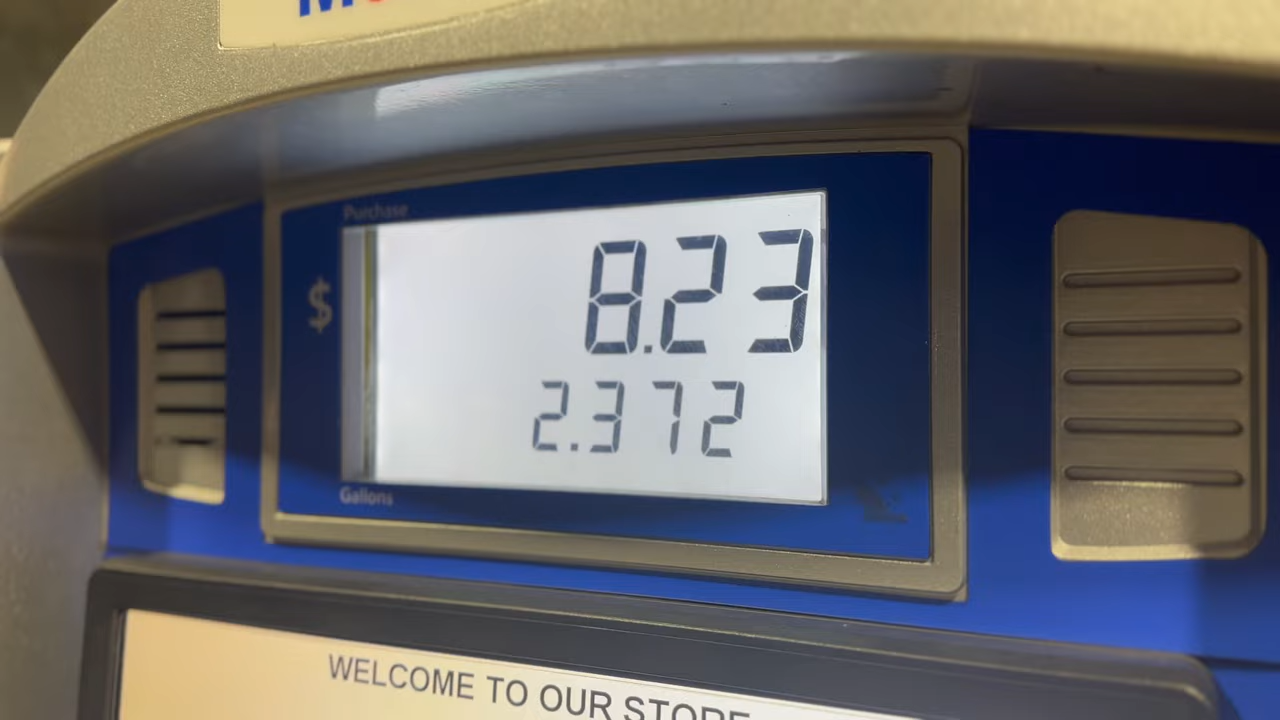 Purchase
$
8.23
2.372
Gallons
WELCOME TO OUR STORE